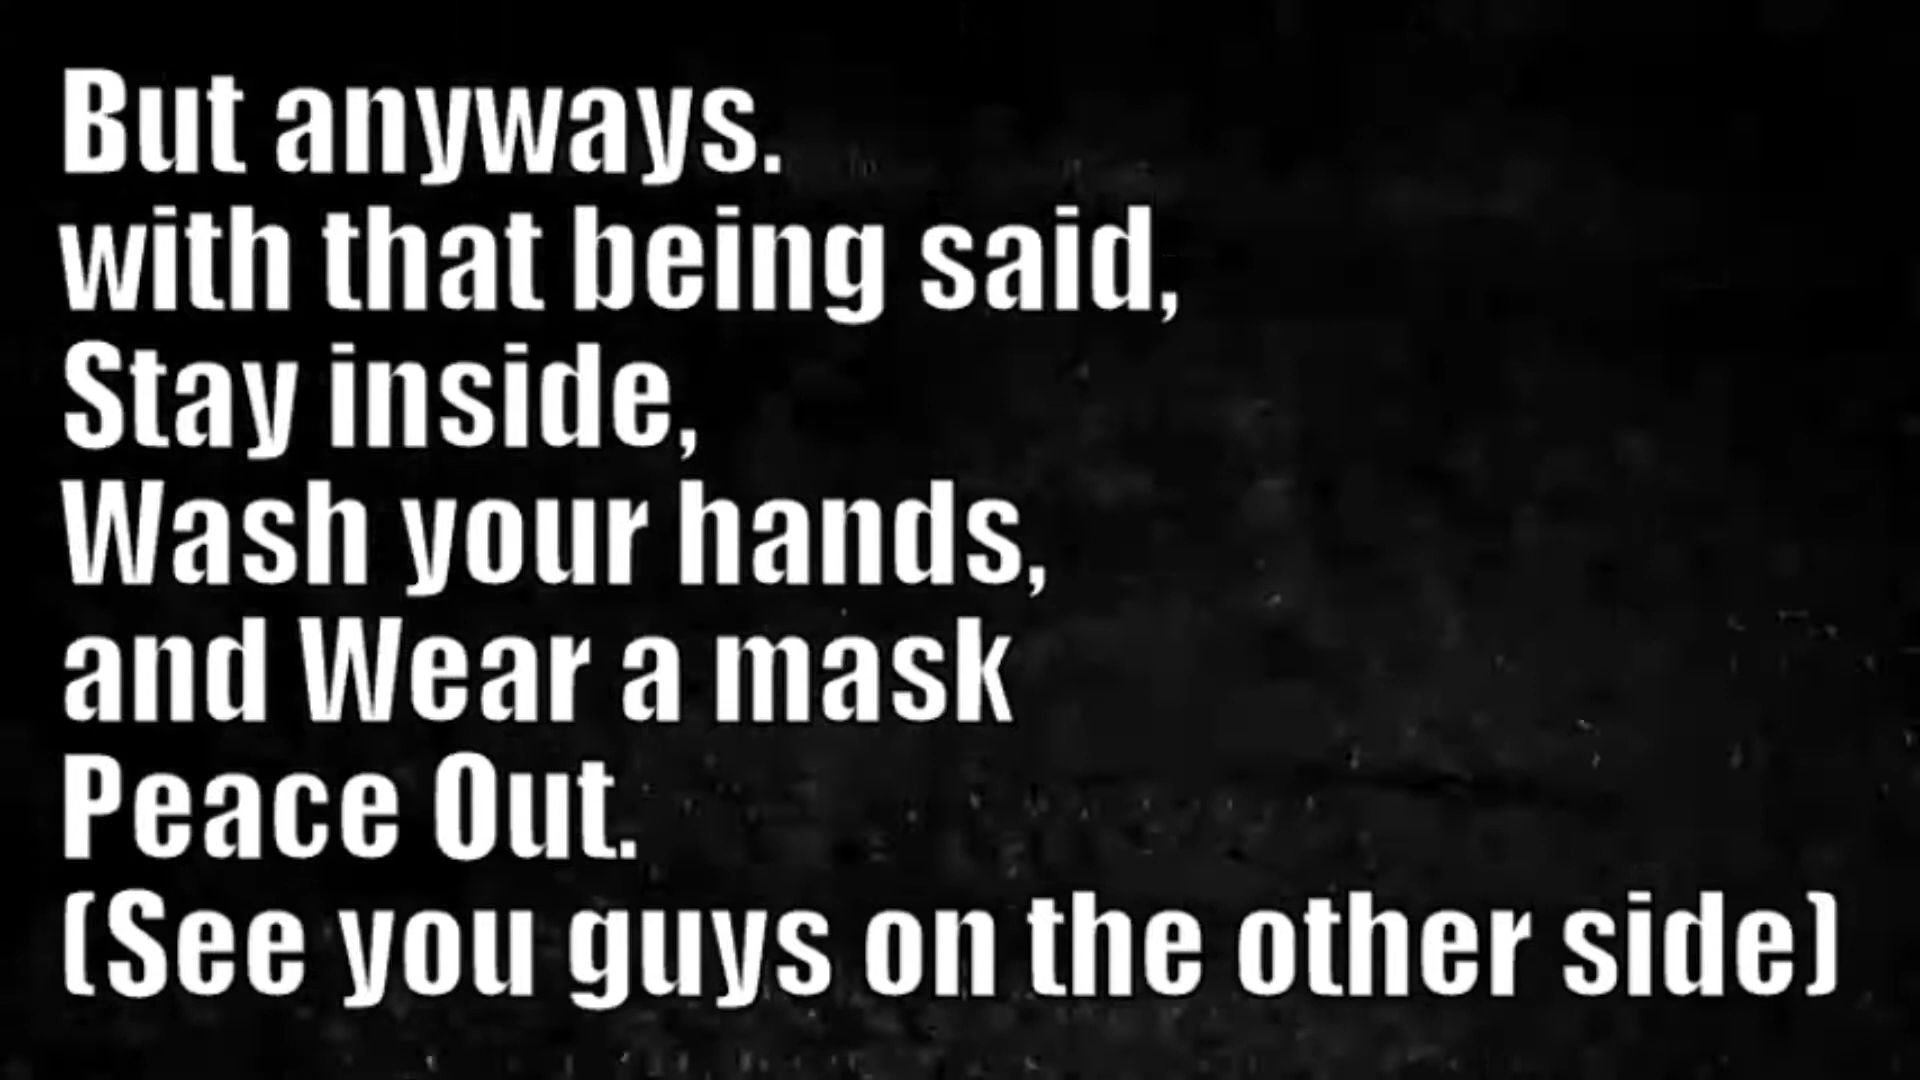 But anyways.
with that being said,
Stay inside,
Wash your hands,
and Wear a mask
Peace Out.
(See you guys on the other side)